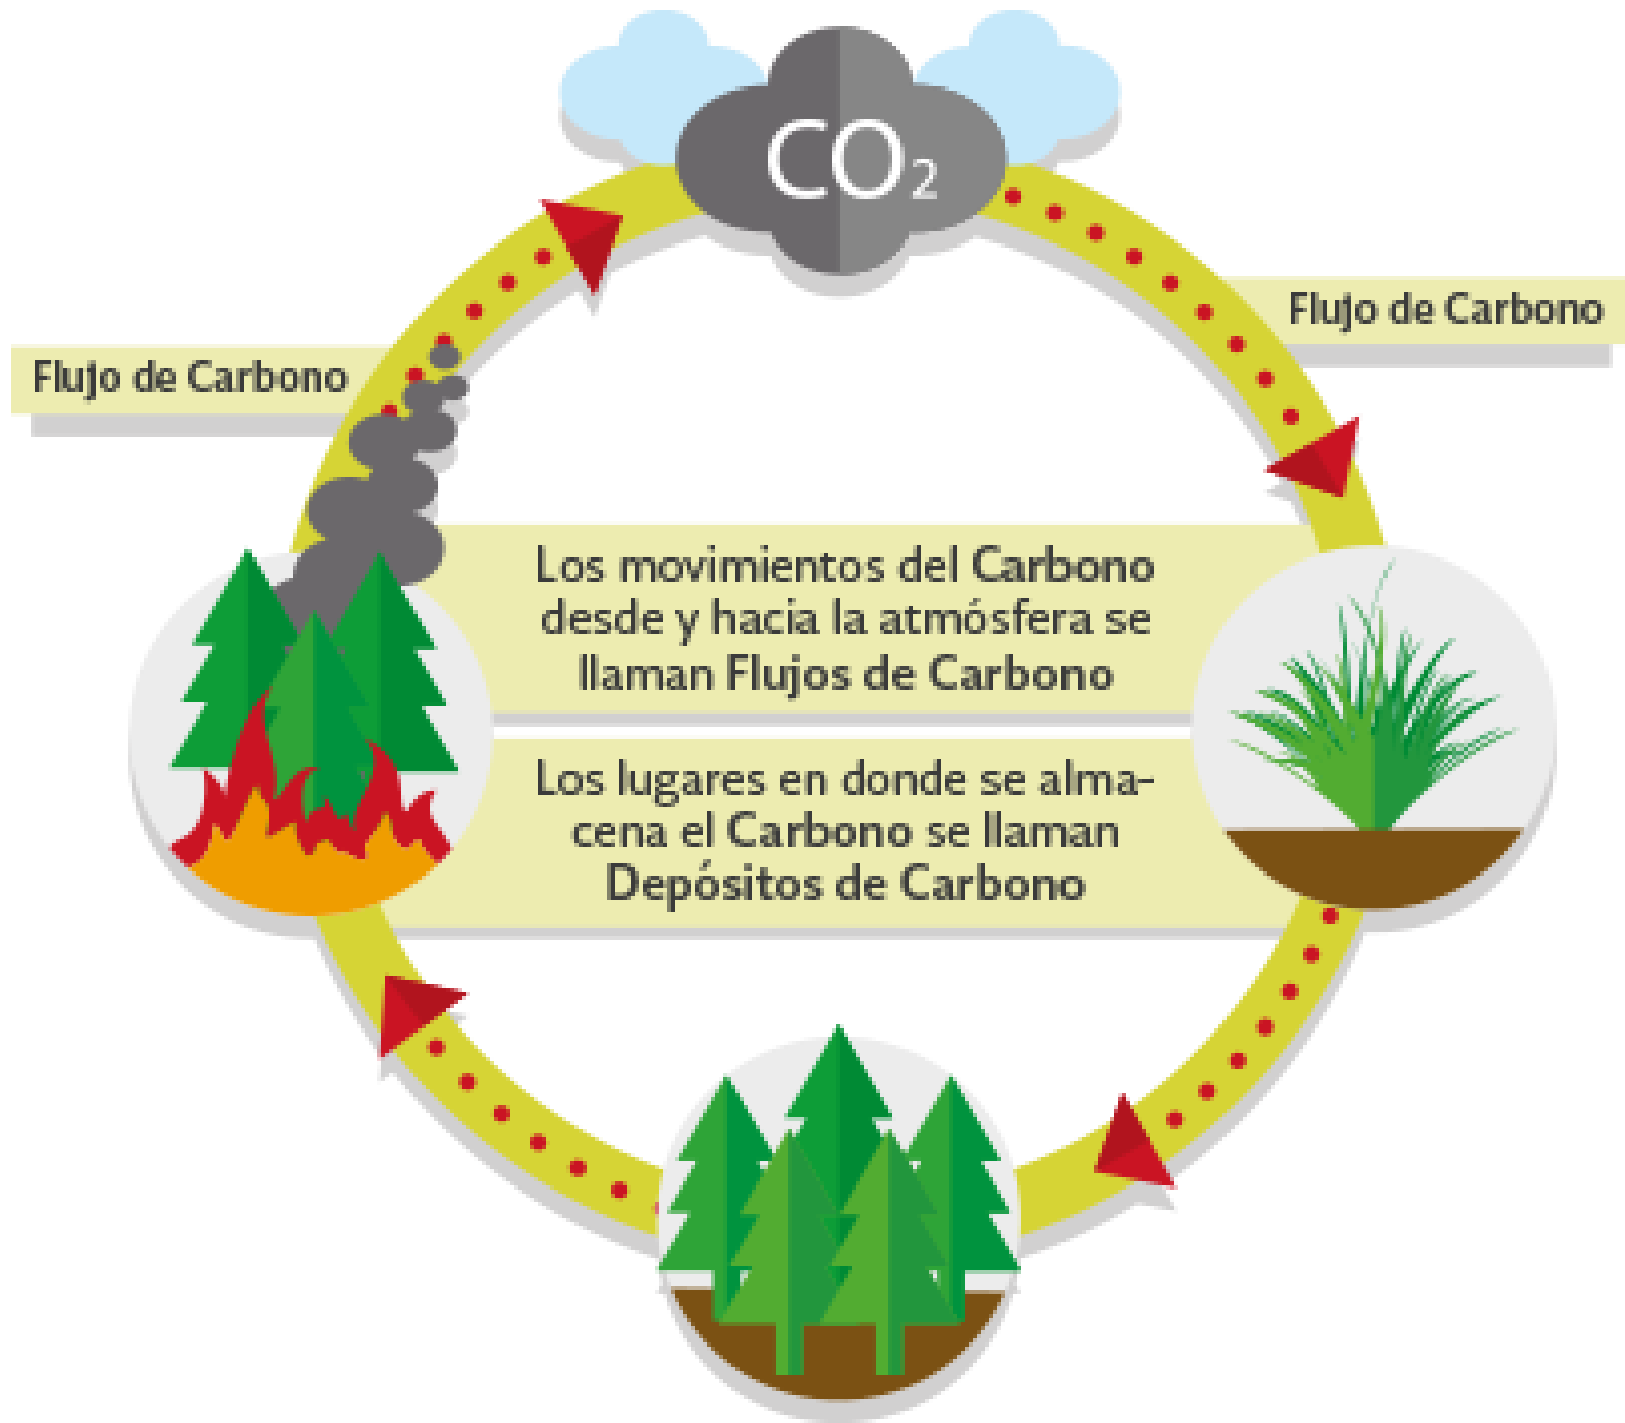 CO₂
Flujo de Carbono
Flujo de Carbono
Los movimientos del Carbono
desde y hacia la atmósfera se
llaman Flujos de Carbono
Los lugares en donde se alma-
cena el Carbono se llaman
Depósitos de Carbono